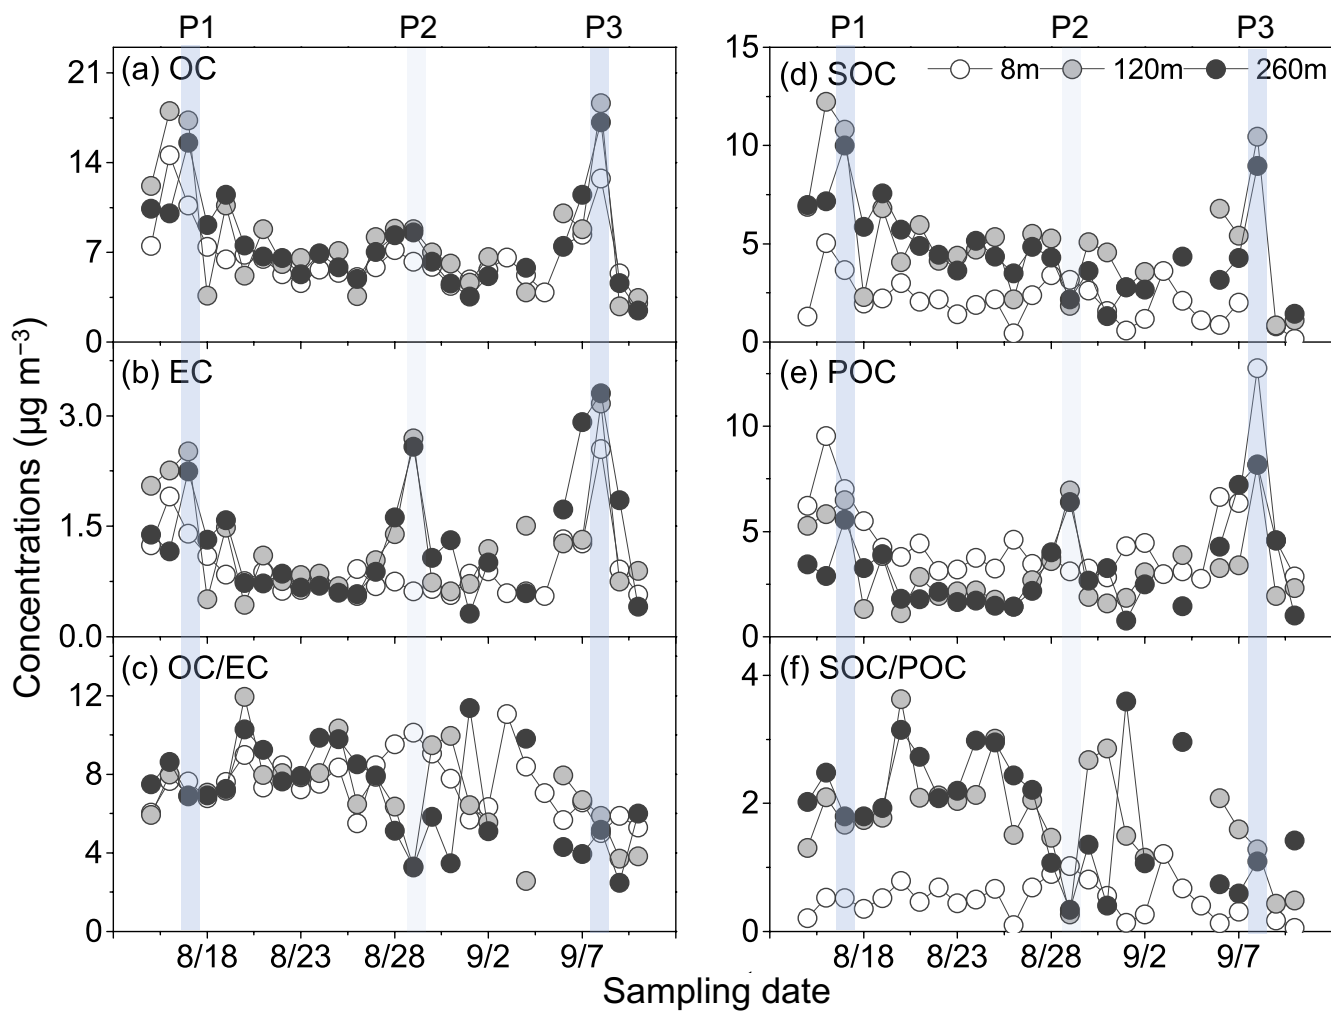 P1 P2 P3 P1 P2 P3
(a) OC
21
14
7
0
(d) SOC
8m 120m 260m
15
10
5
0
(b) EC
3.0
1.5
0.0
(e) POC
10
5
0
(c) OC/EC
12
8
4
0
(f) SOC/POC
4
2
0
Concentrations (µg m⁻³)
8/18 8/23 8/28 9/2 9/7 8/18 8/23 8/28 9/2 9/7
Sampling date